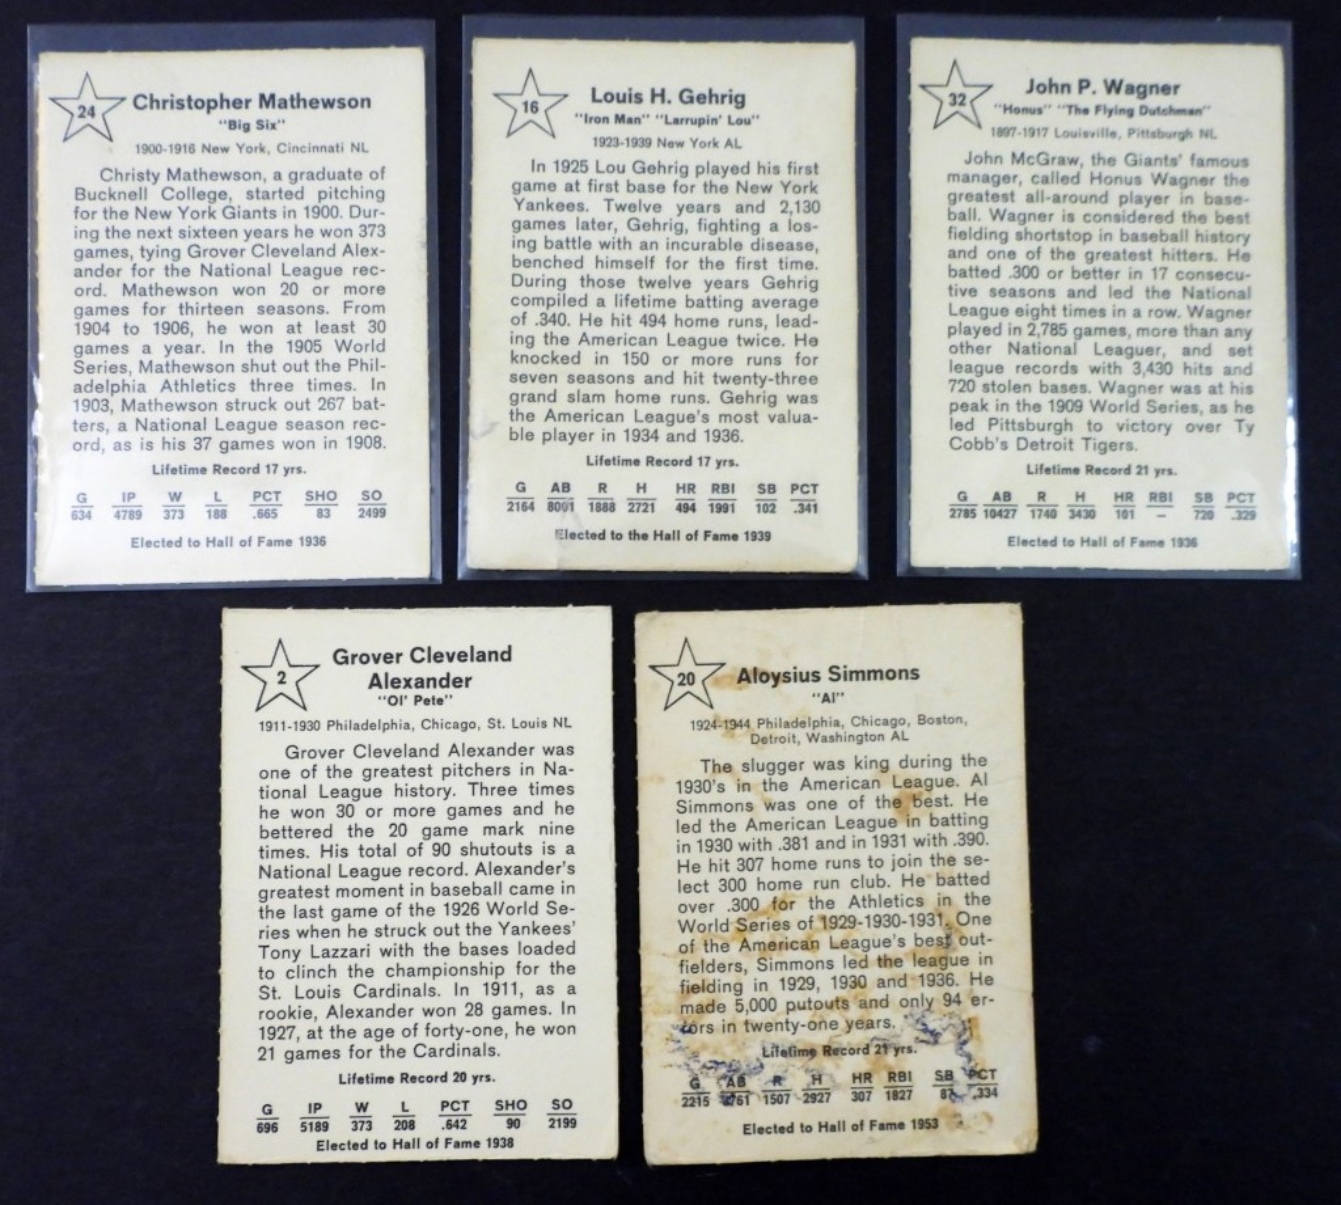 24
Christopher Mathewson
"Big Six"
1900-1916 New York, Cincinnati NL
Christy Mathewson, a graduate of
Bucknell College, started pitching
for the New York Giants in 1900. Dur-
ing the next sixteen years he won 373
games, tying Grover Cleveland Alex-
ander for the National League rec-
ord. Mathewson won 20 or more
games for thirteen seasons. From
1904 to 1906, he won at least 30
games a year. In the 1905 World
Series, Mathewson shut out the Phil-
adelphia Athletics three times. In
1903, Mathewson struck out 267 bat-
ters, a National League season rec-
ord, as is his 37 games won in 1908.
Lifetime Record 17 yrs.
G IP W L PCT SHO SO
634 4789 373 188 .665 83 2499
Elected to Hall of Fame 1936
16
Louis H. Gehrig
"Iron Man" "Larrupin' Lou"
1923-1939 New York AL
In 1925 Lou Gehrig played his first
game at first base for the New York
Yankees. Twelve years and 2,130
games later, Gehrig, fighting a los-
ing battle with an incurable disease,
benched himself for the first time.
During those twelve years Gehrig
compiled a lifetime batting average
of .340. He hit 494 home runs, lead-
ing the American League twice. He
knocked in 150 or more runs for
seven seasons and hit twenty-three
grand slam home runs. Gehrig was
the American League's most valua-
ble player in 1934 and 1936.
Lifetime Record 17 yrs.
G AB R H HR RBI SB PCT
2164 8001 1888 2721 494 1991 102 .341
Elected to the Hall of Fame 1939
32
John P. Wagner
"Honus" "The Flying Dutchman"
1897-1917 Louisville, Pittsburgh NL
John McGraw, the Giants' famous
manager, called Honus Wagner the
greatest all-around player in base-
ball. Wagner is considered the best
fielding shortstop in baseball history
and one of the greatest hitters. He
batted .300 or better in 17 consecu-
tive seasons and led the National
League eight times in a row. Wagner
played in 2,785 games, more than any
other National Leaguer, and set
league records with 3,430 hits and
720 stolen bases. Wagner was at his
peak in the 1909 World Series, as he
led Pittsburgh to victory over Ty
Cobb's Detroit Tigers.
Lifetime Record 21 yrs.
G AB R H HR RBI SB PCT
2785 10427 1740 3430 101 — 720 .329
Elected to Hall of Fame 1936
2
Grover Cleveland
Alexander
"Ol' Pete"
1911-1930 Philadelphia, Chicago, St. Louis NL
Grover Cleveland Alexander was
one of the greatest pitchers in Na-
tional League history. Three times
he won 30 or more games and he
bettered the 20 game mark nine
times. His total of 90 shutouts is a
National League record. Alexander's
greatest moment in baseball came in
the last game of the 1926 World Se-
ries when he struck out the Yankees'
Tony Lazzari with the bases loaded
to clinch the championship for the
St. Louis Cardinals. In 1911, as a
rookie, Alexander won 28 games. In
1927, at the age of forty-one, he won
21 games for the Cardinals.
Lifetime Record 20 yrs.
G IP W L PCT SHO SO
696 5189 373 208 .642 90 2199
Elected to Hall of Fame 1938
20
Aloysius Simmons
"Al"
1924-1944 Philadelphia, Chicago, Boston,
Detroit, Washington AL
The slugger was king during the
1930's in the American League. Al
Simmons was one of the best. He
led the American League in batting
in 1930 with .381 and in 1931 with .390.
He hit 307 home runs to join the se-
lect 300 home run club. He batted
over .300 for the Athletics in the
World Series of 1929-1930-1931. One
of the American League's best out-
fielders, Simmons led the league in
fielding in 1929, 1930 and 1936. He
made 5,000 putouts and only 94 er-
rors in twenty-one years.
Lifetime Record 21 yrs.
G AB R H HR RBI SB PCT
2215 1507 2927 307 1827 .334
Elected to Hall of Fame 1953